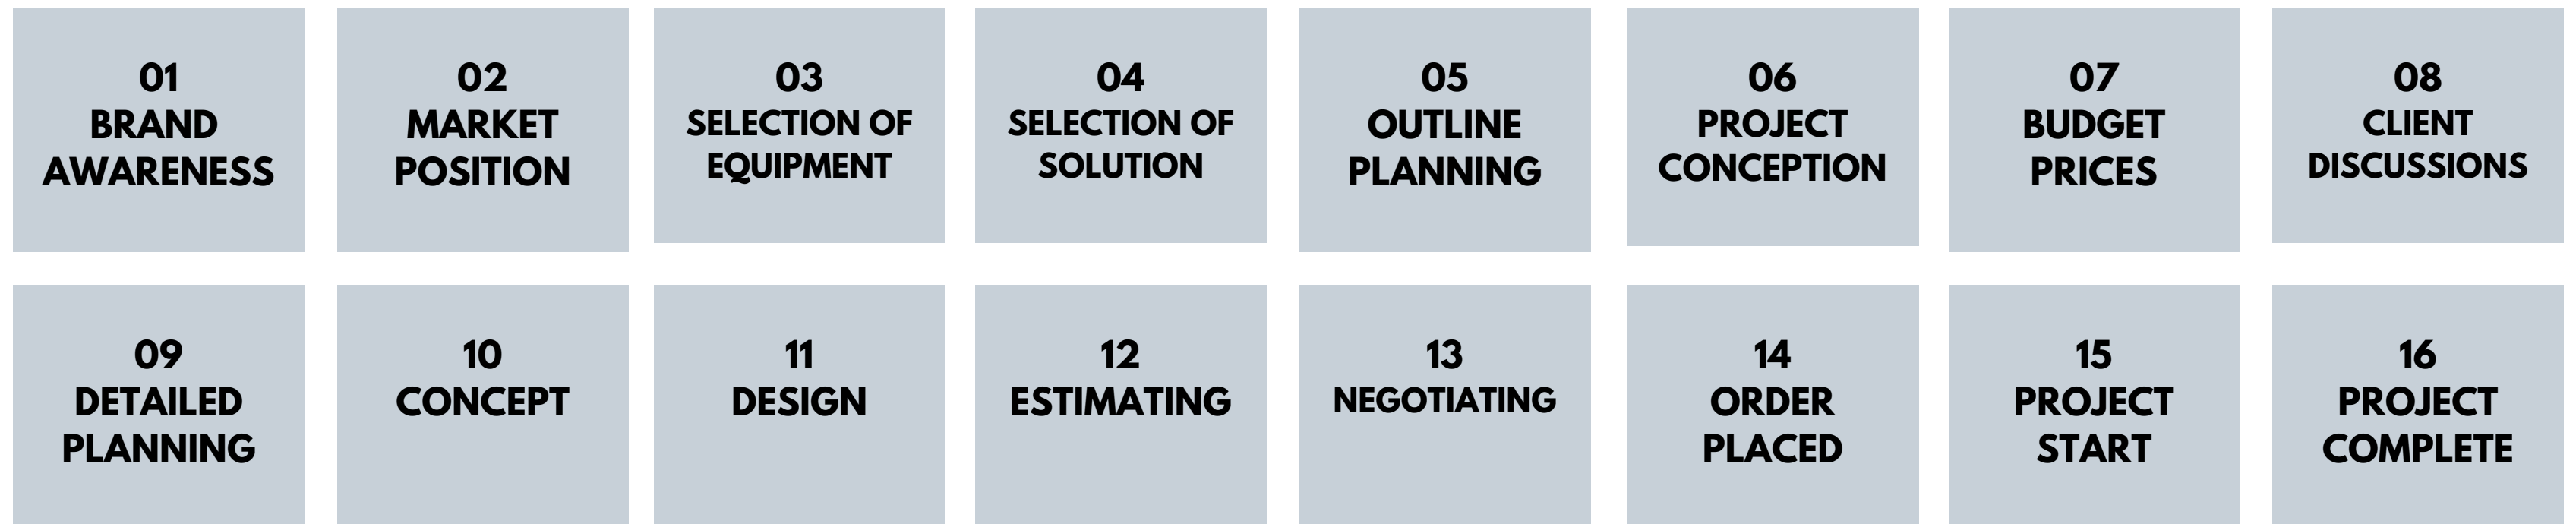 01
BRAND
AWARENESS
02
MARKET
POSITION
03
SELECTION OF
EQUIPMENT
04
SELECTION OF
SOLUTION
05
OUTLINE
PLANNING
06
PROJECT
CONCEPTION
07
BUDGET
PRICES
08
CLIENT
DISCUSSIONS
09
DETAILED
PLANNING
10
CONCEPT
11
DESIGN
12
ESTIMATING
13
NEGOTIATING
14
ORDER
PLACED
15
PROJECT
START
16
PROJECT
COMPLETE